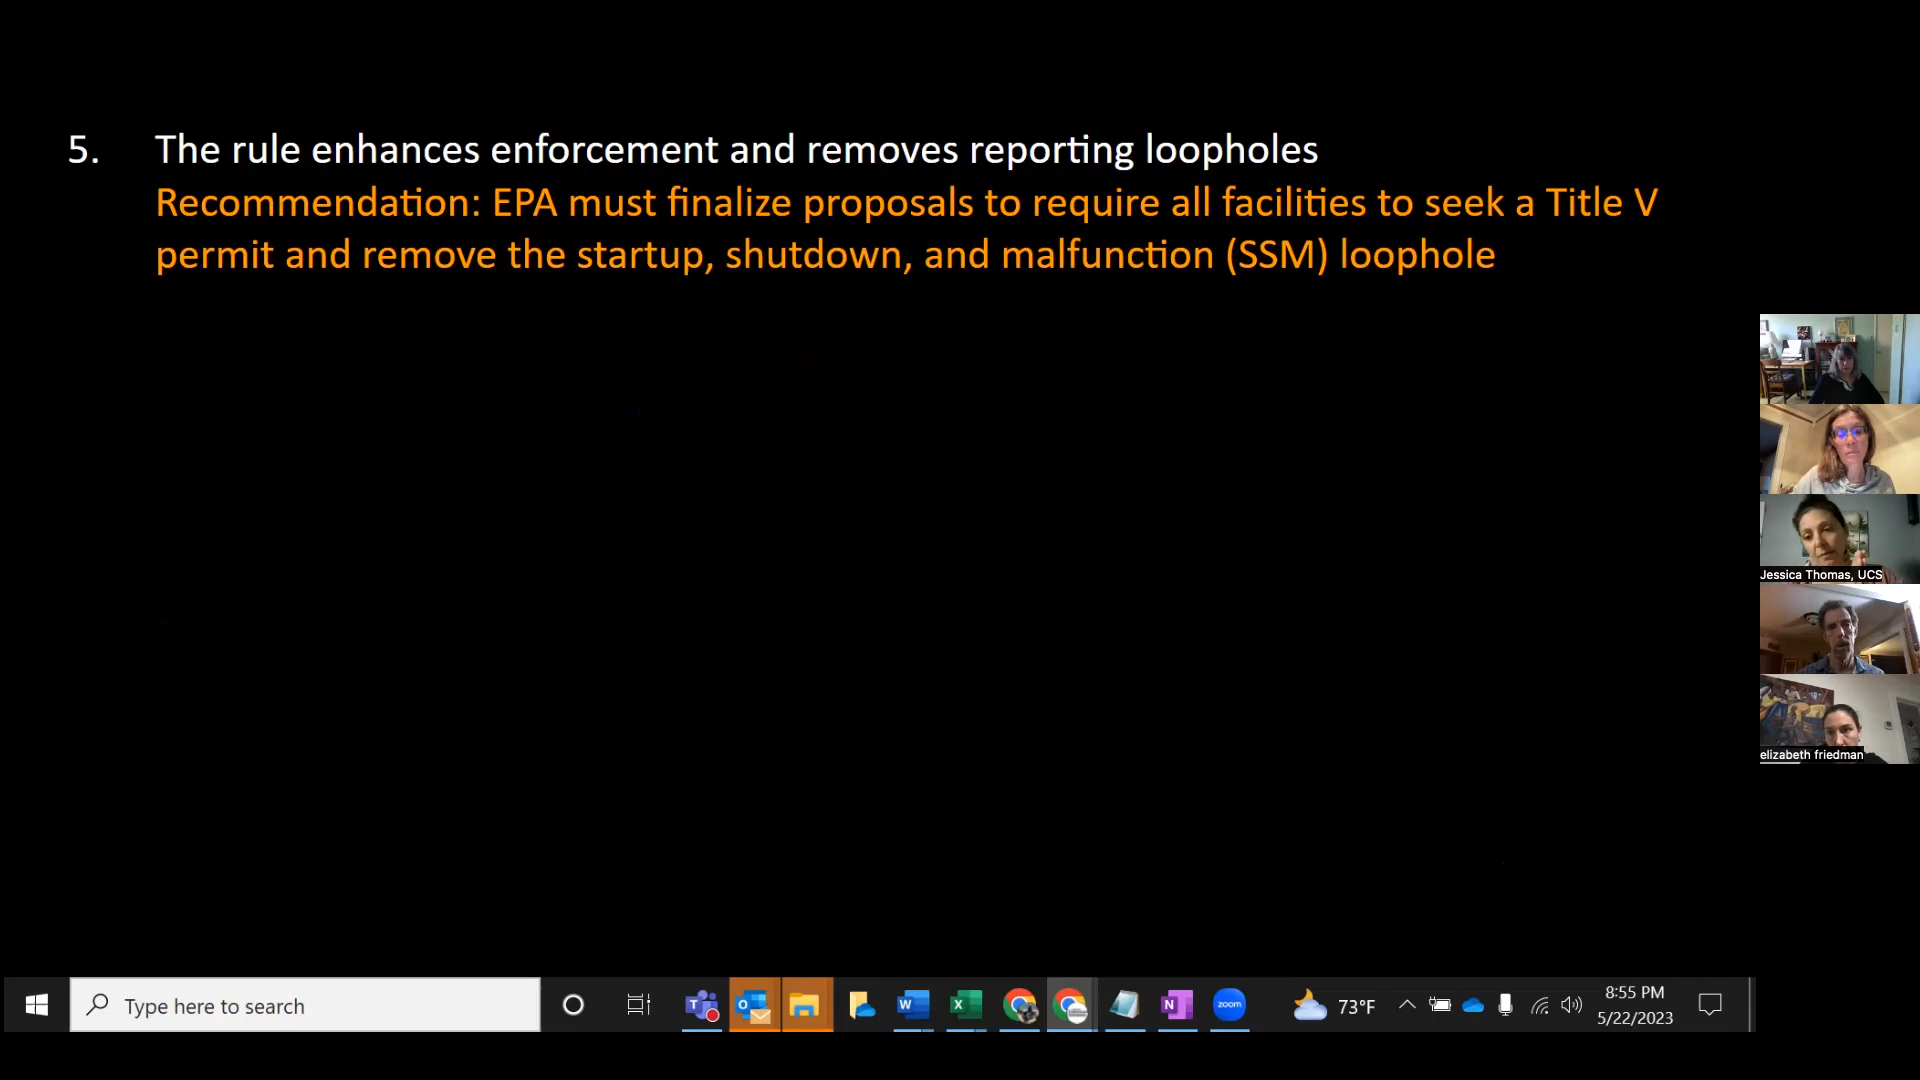 5. The rule enhances enforcement and removes reporting loopholes
Recommendation: EPA must finalize proposals to require all facilities to seek a Title V
permit and remove the startup, shutdown, and malfunction (SSM) loophole
Jessica Thomas, UCS
elizabeth friedman
Type here to search
T
O
W
X
N
zoom
73°F
8:55 PM
5/22/2023